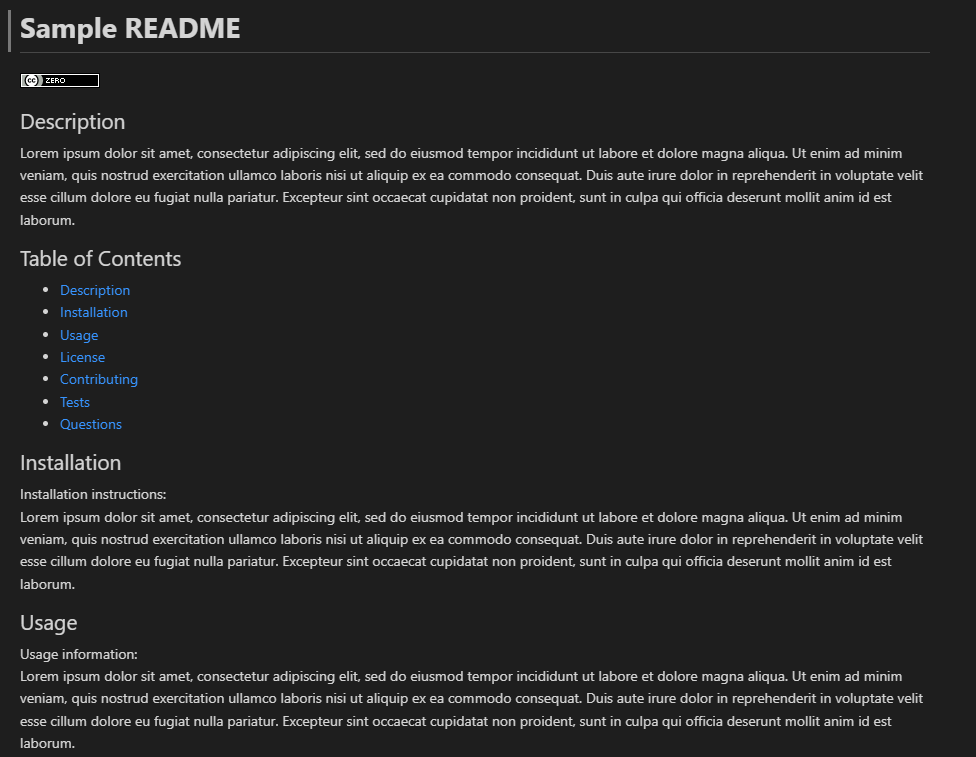 Sample README
cc ZERO
Description
Lorem ipsum dolor sit amet, consectetur adipiscing elit, sed do eiusmod tempor incididunt ut labore et dolore magna aliqua. Ut enim ad minim
veniam, quis nostrud exercitation ullamco laboris nisi ut aliquip ex ea commodo consequat. Duis aute irure dolor in reprehenderit in voluptate velit
esse cillum dolore eu fugiat nulla pariatur. Excepteur sint occaecat cupidatat non proident, sunt in culpa qui officia deserunt mollit anim id est
laborum.
Table of Contents
• Description
• Installation
• Usage
• License
• Contributing
• Tests
• Questions
Installation
Installation instructions:
Lorem ipsum dolor sit amet, consectetur adipiscing elit, sed do eiusmod tempor incididunt ut labore et dolore magna aliqua. Ut enim ad minim
veniam, quis nostrud exercitation ullamco laboris nisi ut aliquip ex ea commodo consequat. Duis aute irure dolor in reprehenderit in voluptate velit
esse cillum dolore eu fugiat nulla pariatur. Excepteur sint occaecat cupidatat non proident, sunt in culpa qui officia deserunt mollit anim id est
laborum.
Usage
Usage information:
Lorem ipsum dolor sit amet, consectetur adipiscing elit, sed do eiusmod tempor incididunt ut labore et dolore magna aliqua. Ut enim ad minim
veniam, quis nostrud exercitation ullamco laboris nisi ut aliquip ex ea commodo consequat. Duis aute irure dolor in reprehenderit in voluptate velit
esse cillum dolore eu fugiat nulla pariatur. Excepteur sint occaecat cupidatat non proident, sunt in culpa qui officia deserunt mollit anim id est
laborum.